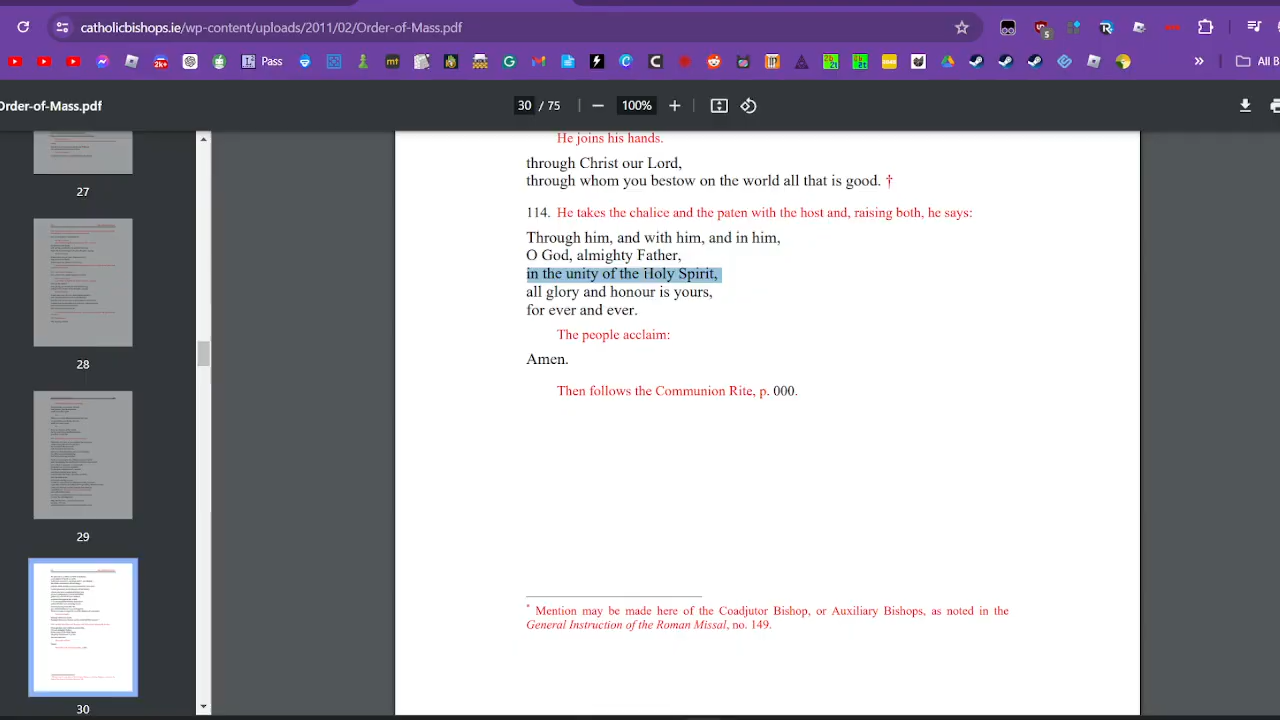 catholicbishops.ie/wp-content/uploads/2011/02/Order-of-Mass.pdf
Pass
All B
Order-of-Mass.pdf
30 / 75
100%
27
28
29
30
He joins his hands.
through Christ our Lord,
through whom you bestow on the world all that is good. †
114. He takes the chalice and the paten with the host and, raising both, he says:
Through him, and with him, and in him,
O God, almighty Father,
in the unity of the Holy Spirit,
all glory and honour is yours,
for ever and ever.
The people acclaim:
Amen.
Then follows the Communion Rite, p. 000.
* Mention may be made here of the Coadjutor Bishop, or Auxiliary Bishops, as noted in the
General Instruction of the Roman Missal, no. 149.